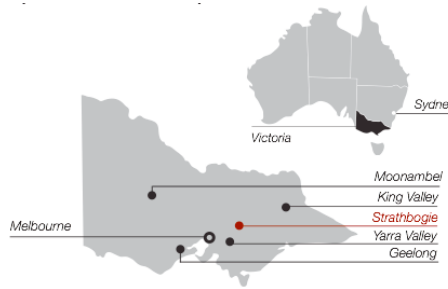 Sydne
Victoria
Moonambel
King Valley
Strathbogie
Melbourne
Yarra Valley
Geelong